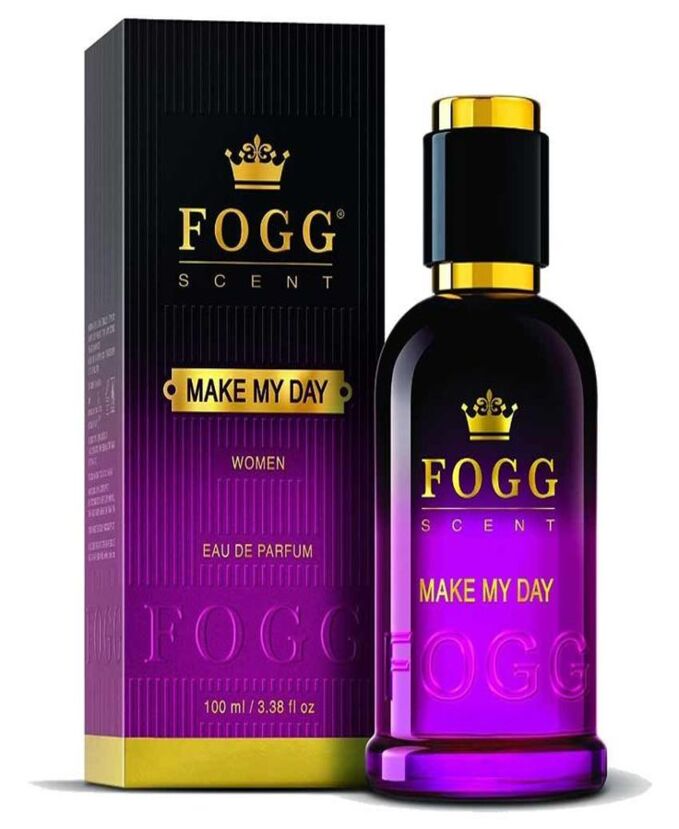 FOGG®
SCENT
MAKE MY DAY
WOMEN
EAU DE PARFUM
FOGG
100 ml / 3.38 fl oz
FOGG
FOGG
SCENT
MAKE MY DAY
FOGG